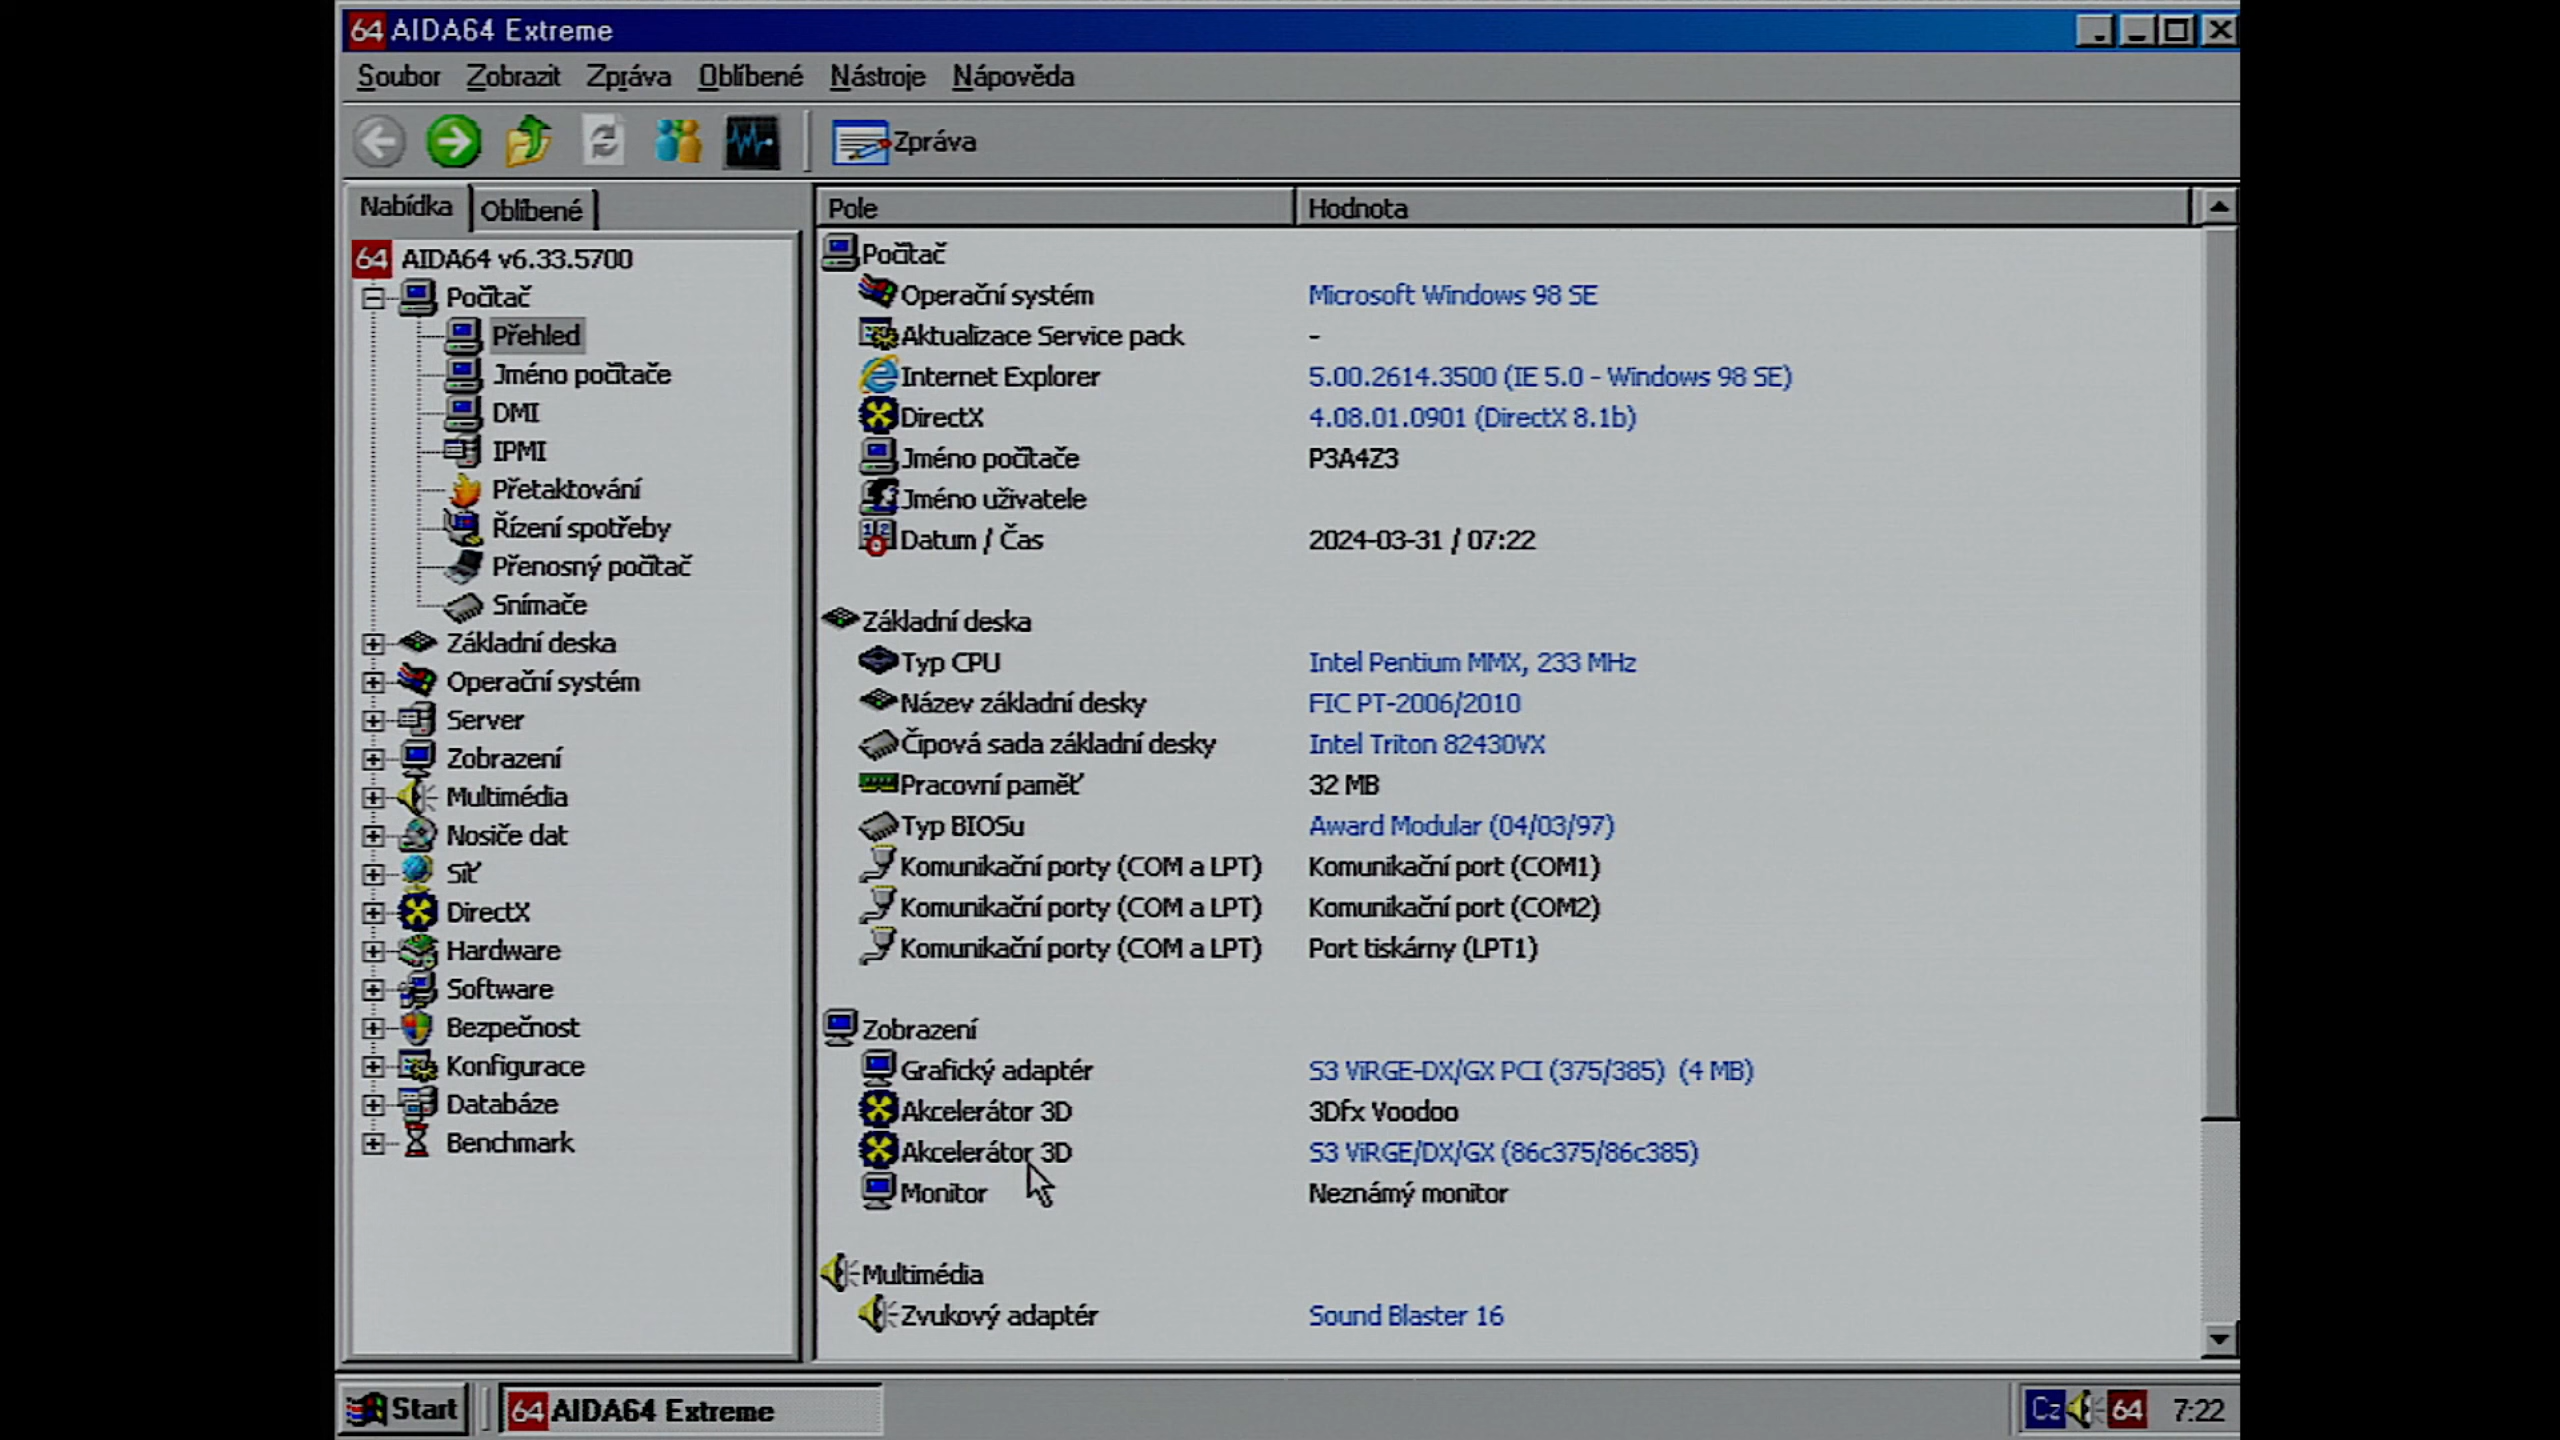 64 AIDA64 Extreme
Soubor Zobrazit Zpráva Oblíbené Nástroje Nápověda
Zpráva
Nabídka Oblíbené
64 AIDA64 v6.33.5700
Počítač
Přehled
Jméno počítače
DMI
IPMI
Přetaktování
Řízení spotřeby
Přenosný počítač
Snímače
Základní deska
Operační systém
Server
Zobrazení
Multimédia
Nosiče dat
Síť
DirectX
Hardware
Software
Bezpečnost
Konfigurace
Databáze
Benchmark
Pole Hodnota
Počítač
Operační systém Microsoft Windows 98 SE
Aktualizace Service pack -
Internet Explorer 5.00.2614.3500 (IE 5.0 - Windows 98 SE)
DirectX 4.08.01.0901 (DirectX 8.1b)
Jméno počítače P3A4Z3
Jméno uživatele
Datum / Čas 2024-03-31 / 07:22
Základní deska
Typ CPU Intel Pentium MMX, 233 MHz
Název základní desky FIC PT-2006/2010
Čipová sada základní desky Intel Triton 82430VX
Pracovní paměť 32 MB
Typ BIOSu Award Modular (04/03/97)
Komunikační porty (COM a LPT) Komunikační port (COM1)
Komunikační porty (COM a LPT) Komunikační port (COM2)
Komunikační porty (COM a LPT) Port tiskárny (LPT1)
Zobrazení
Grafický adaptér S3 ViRGE-DX/GX PCI (375/385) (4 MB)
Akcelerátor 3D 3Dfx Voodoo
Akcelerátor 3D S3 ViRGE/DX/GX (86c375/86c385)
Monitor Neznámý monitor
Multimédia
Zvukový adaptér Sound Blaster 16
Start 64 AIDA64 Extreme Cz 64 7:22